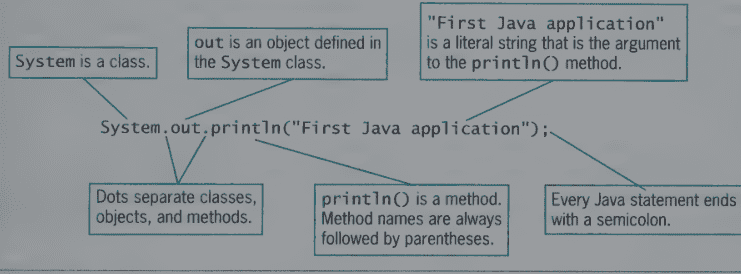 System is a class.
out is an object defined in
the System class.
"First Java application"
is a literal string that is the argument
to the println() method.
System.out.println("First Java application");
Dots separate classes,
objects, and methods.
println() is a method.
Method names are always
followed by parentheses.
Every Java statement ends
with a semicolon.